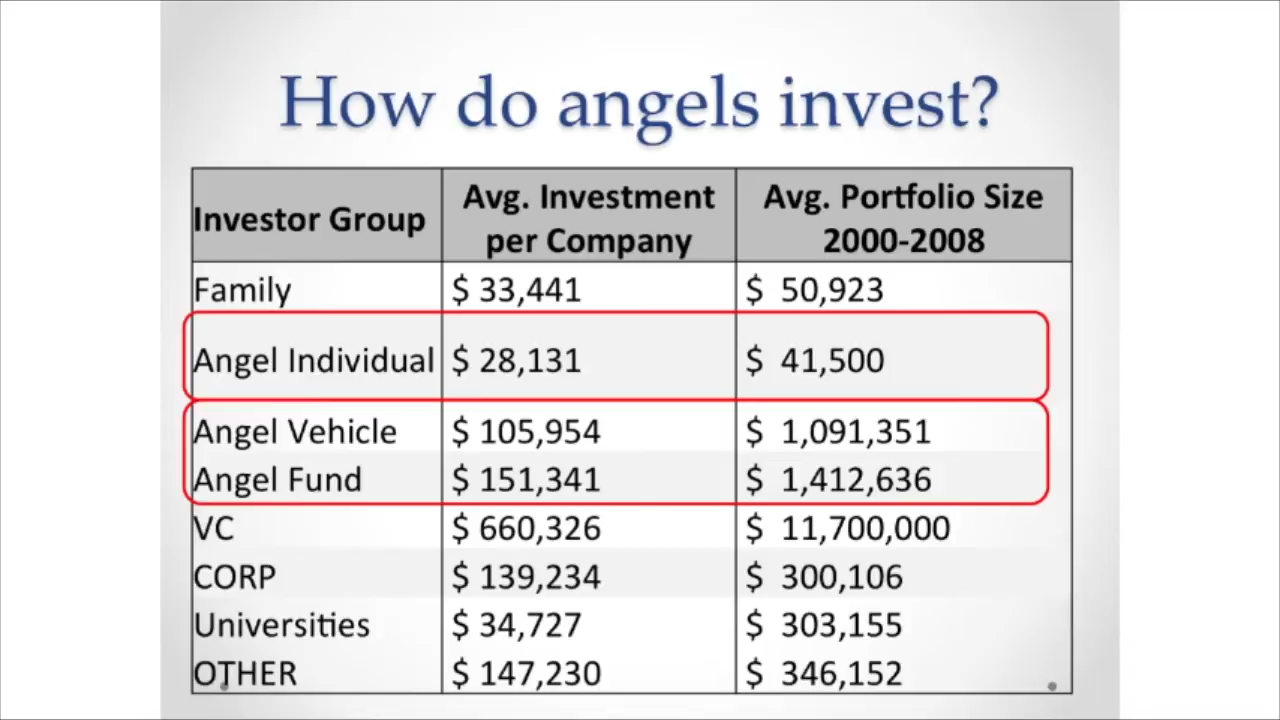 How do angels invest?
Investor Group
Avg. Investment
per Company
Avg. Portfolio Size
2000-2008
Family $ 33,441 $ 50,923
Angel Individual $ 28,131 $ 41,500
Angel Vehicle $ 105,954 $ 1,091,351
Angel Fund $ 151,341 $ 1,412,636
VC $ 660,326 $ 11,700,000
CORP $ 139,234 $ 300,106
Universities $ 34,727 $ 303,155
OTHER $ 147,230 $ 346,152